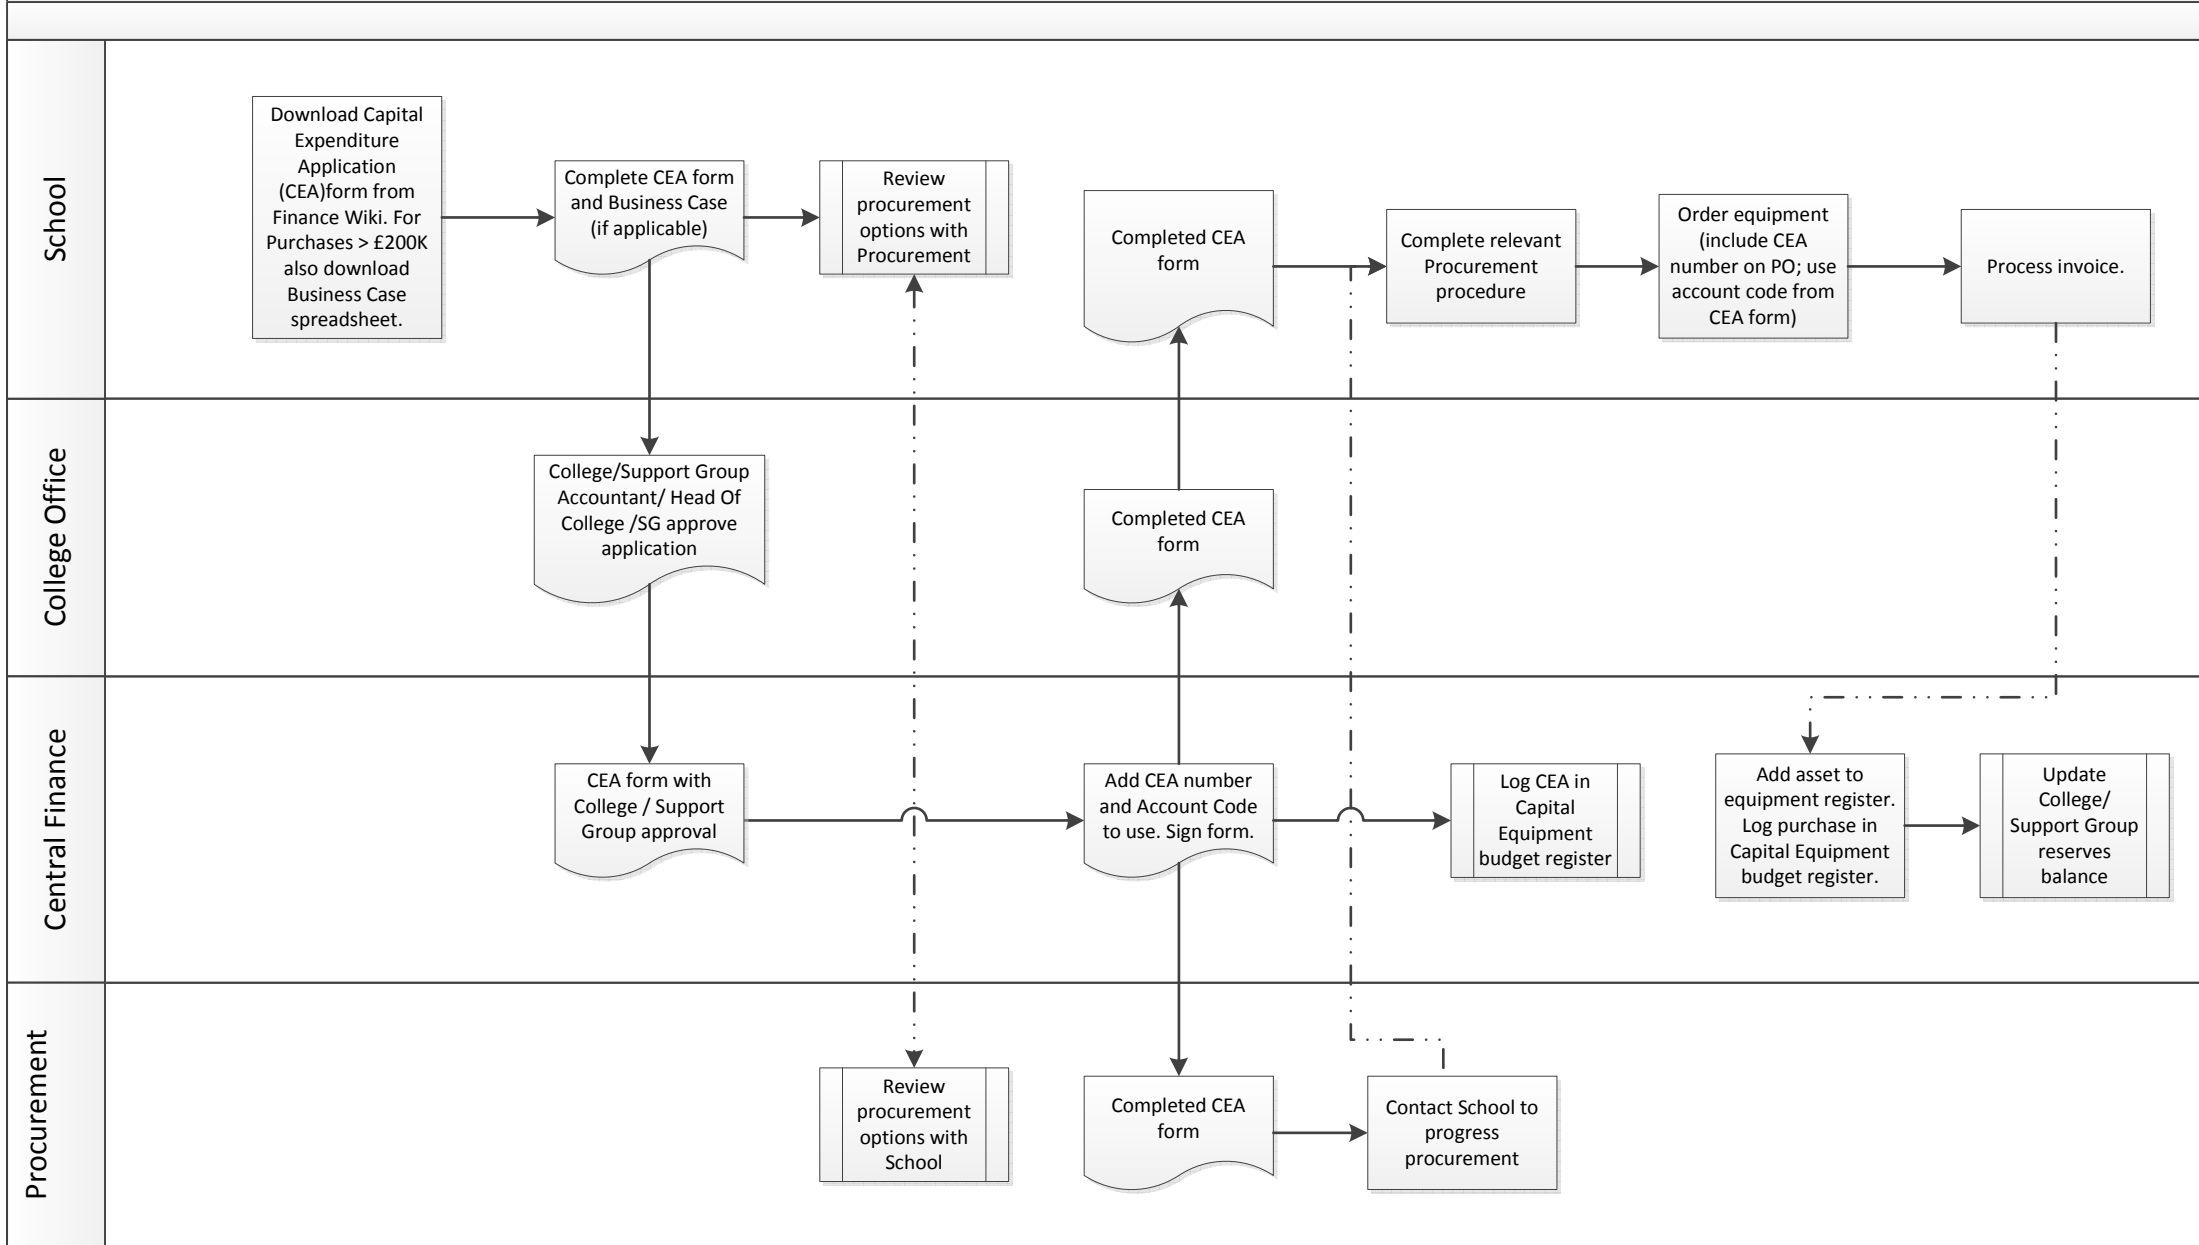 School
Download Capital
Expenditure
Application
(CEA)form from
Finance Wiki. For
Purchases > £200K
also download
Business Case
spreadsheet.
Complete CEA form
and Business Case
(if applicable)
Review
procurement
options with
Procurement
Completed CEA
form
Complete relevant
Procurement
procedure
Order equipment
(include CEA
number on PO; use
account code from
CEA form)
Process invoice.
College Office
College/Support Group
Accountant/ Head Of
College /SG approve
application
Completed CEA
form
Central Finance
CEA form with
College / Support
Group approval
Add CEA number
and Account Code
to use. Sign form.
Log CEA in
Capital
Equipment
budget register
Add asset to
equipment register.
Log purchase in
Capital Equipment
budget register.
Update
College/
Support Group
reserves
balance
Procurement
Review
procurement
options with
School
Completed CEA
form
Contact School to
progress
procurement